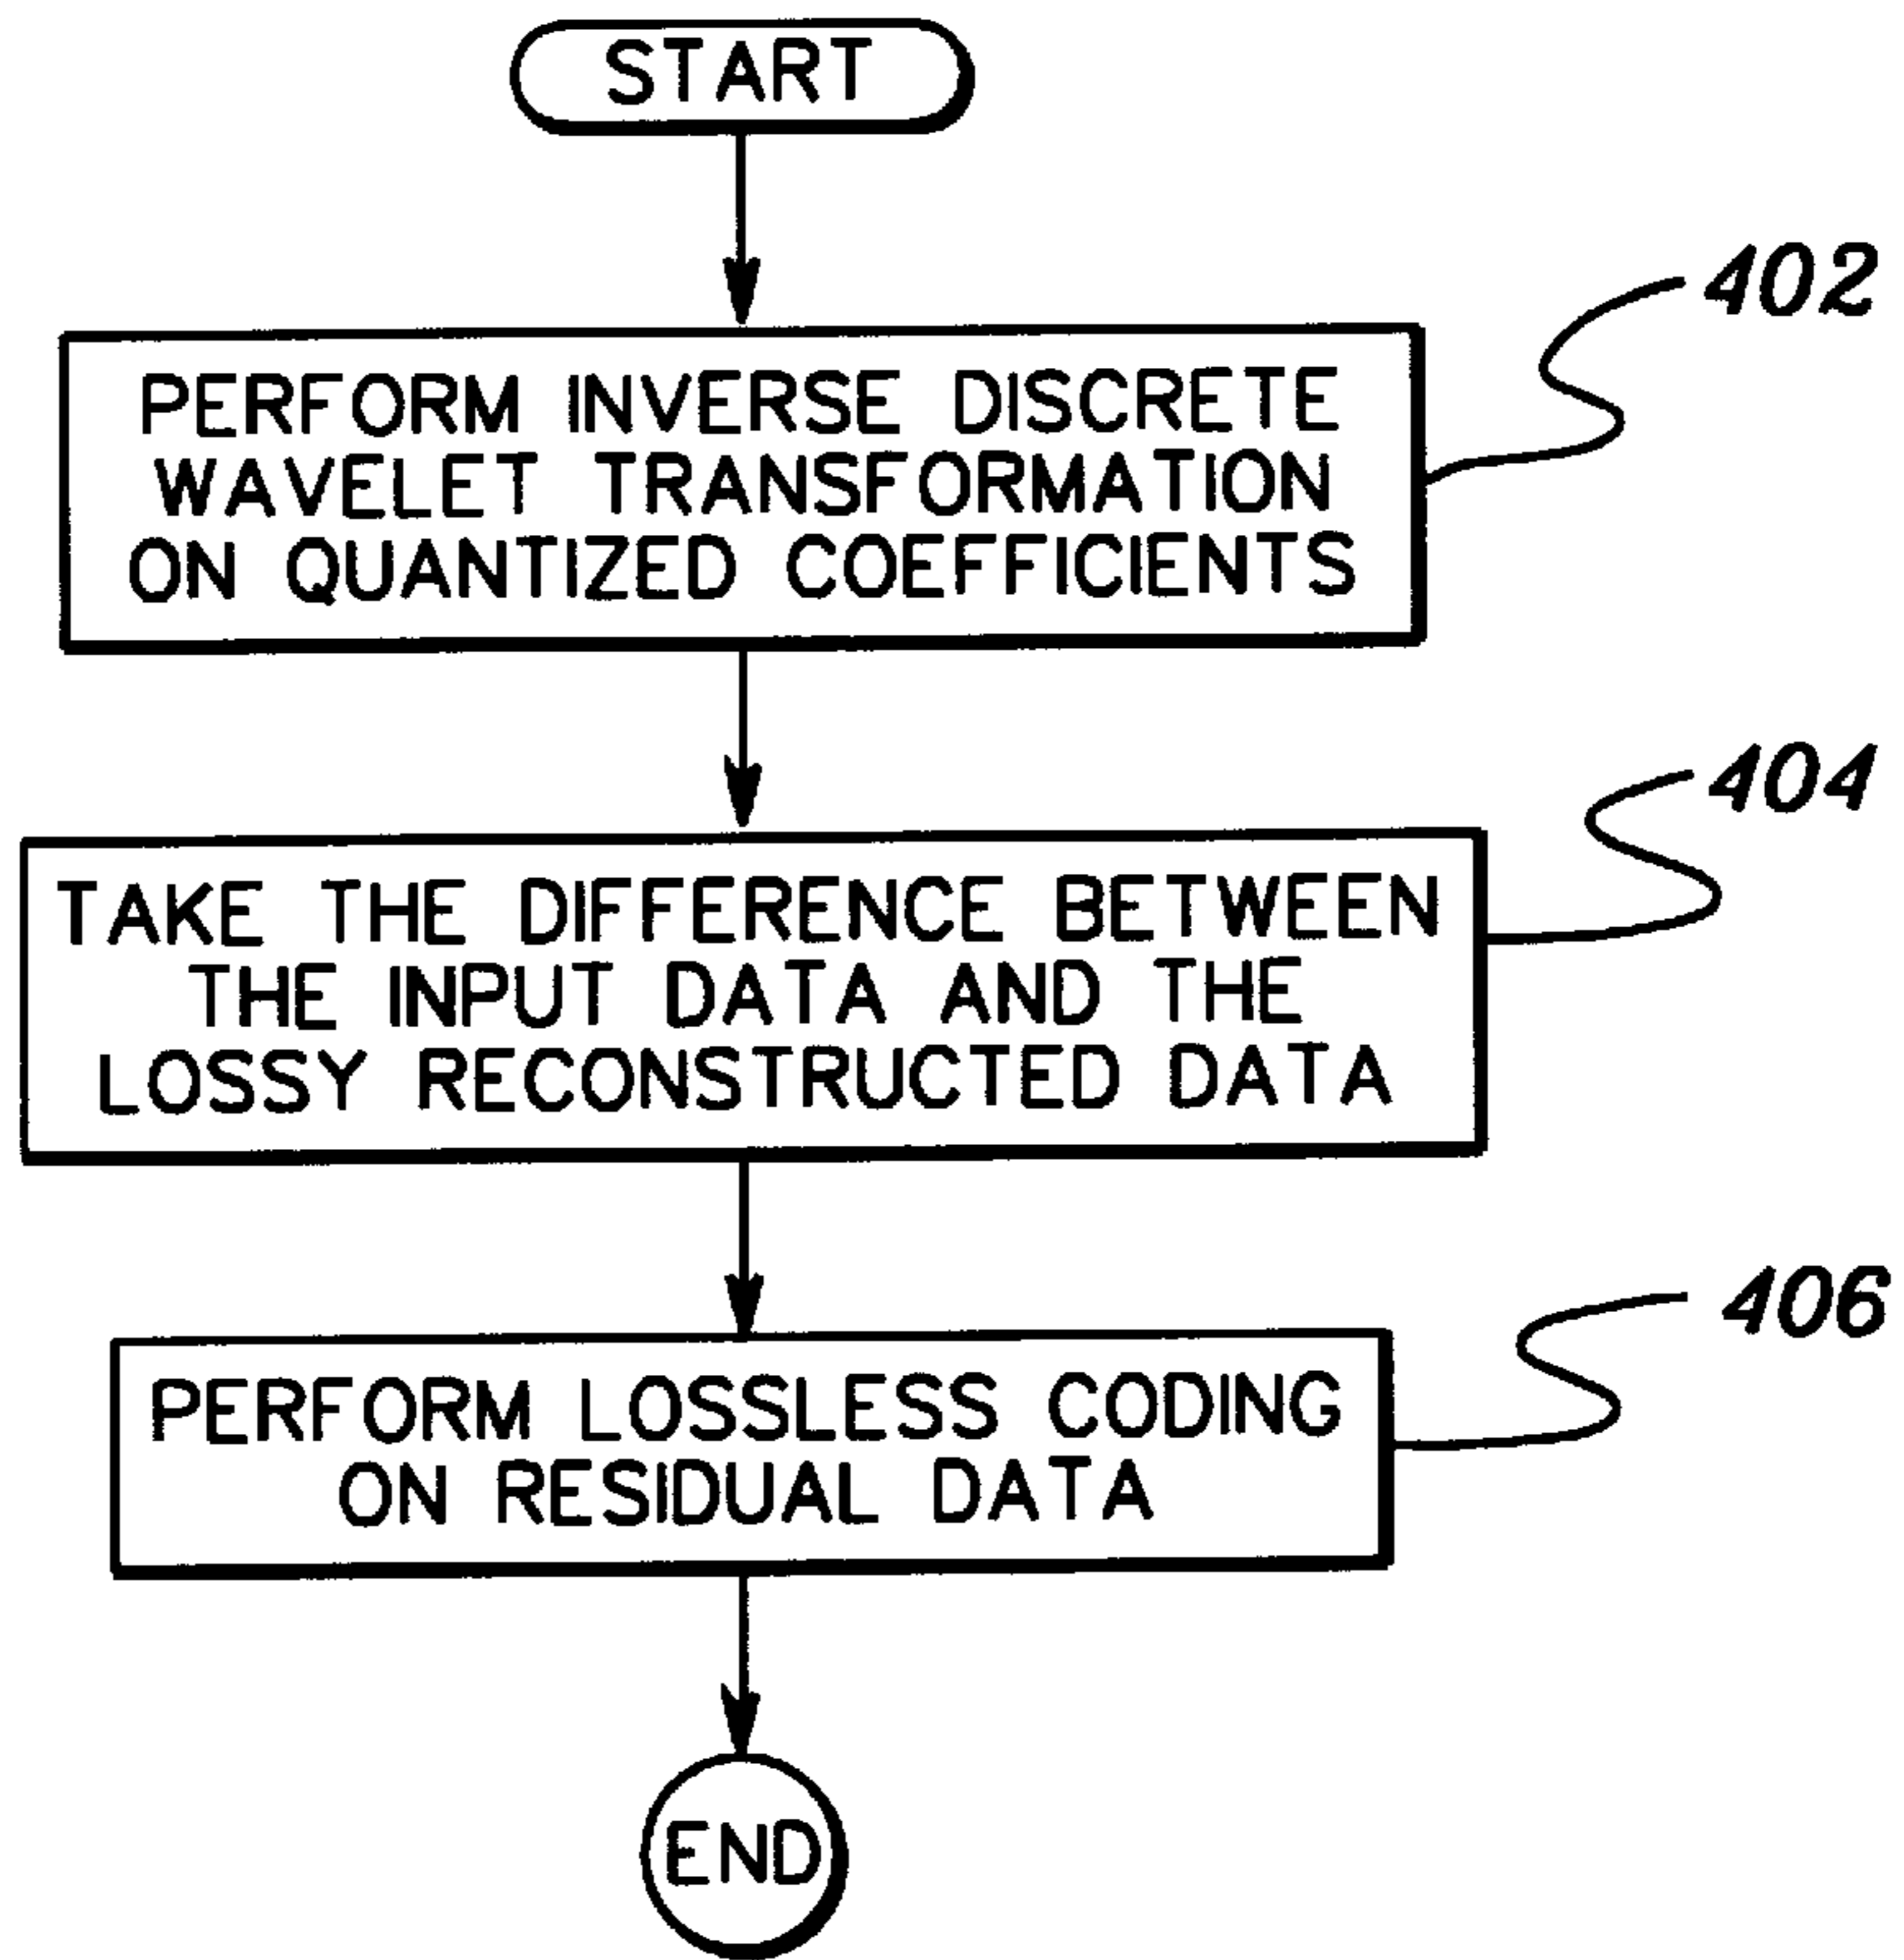 START
402
PERFORM INVERSE DISCRETE
WAVELET TRANSFORMATION
ON QUANTIZED COEFFICIENTS
404
TAKE THE DIFFERENCE BETWEEN
THE INPUT DATA AND THE
LOSSY RECONSTRUCTED DATA
406
PERFORM LOSSLESS CODING
ON RESIDUAL DATA
END